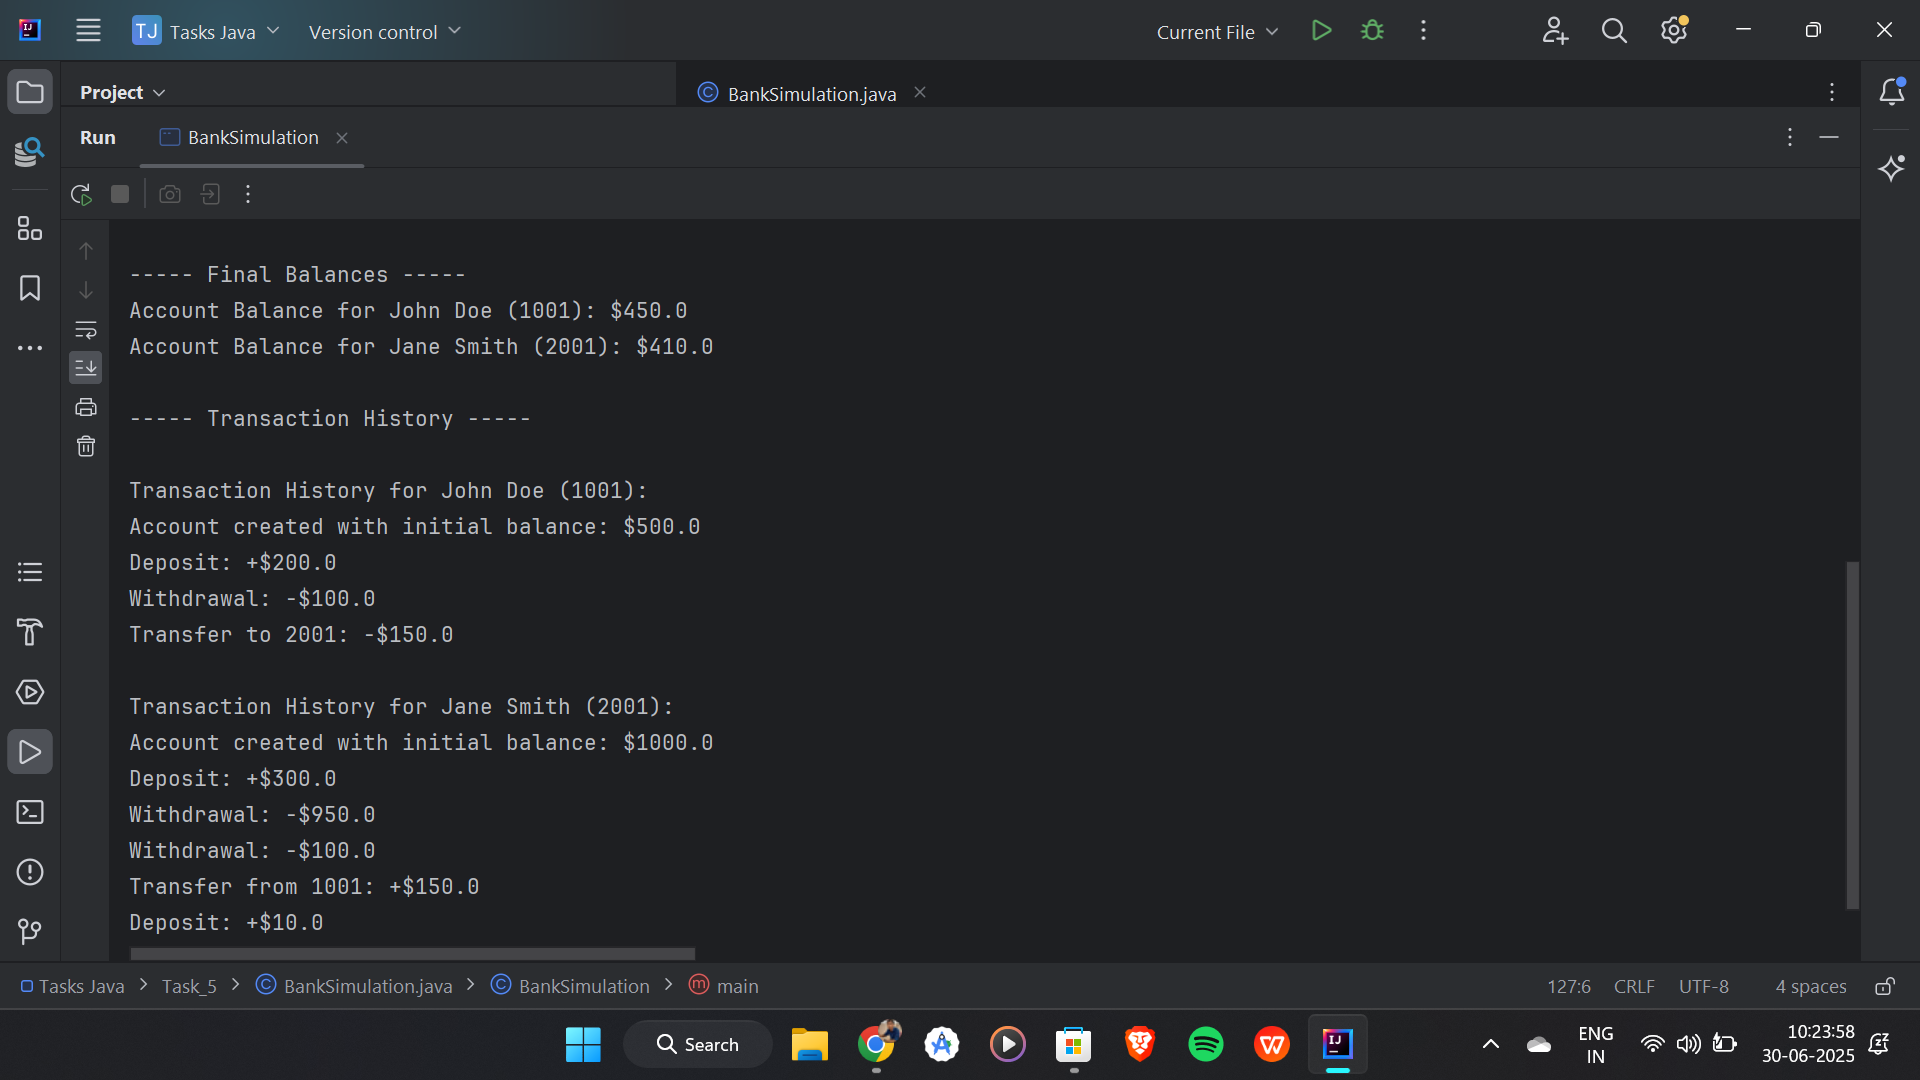 TJ Tasks Java Version control Current File
Project BankSimulation.java
Run BankSimulation
----- Final Balances -----
Account Balance for John Doe (1001): $450.0
Account Balance for Jane Smith (2001): $410.0
----- Transaction History -----
Transaction History for John Doe (1001):
Account created with initial balance: $500.0
Deposit: +$200.0
Withdrawal: -$100.0
Transfer to 2001: -$150.0
Transaction History for Jane Smith (2001):
Account created with initial balance: $1000.0
Deposit: +$300.0
Withdrawal: -$950.0
Withdrawal: -$100.0
Transfer from 1001: +$150.0
Deposit: +$10.0
Tasks Java > Task_5 > BankSimulation.java > BankSimulation > main 127:6 CRLF UTF-8 4 spaces
Search
ENG
IN
10:23:58
30-06-2025